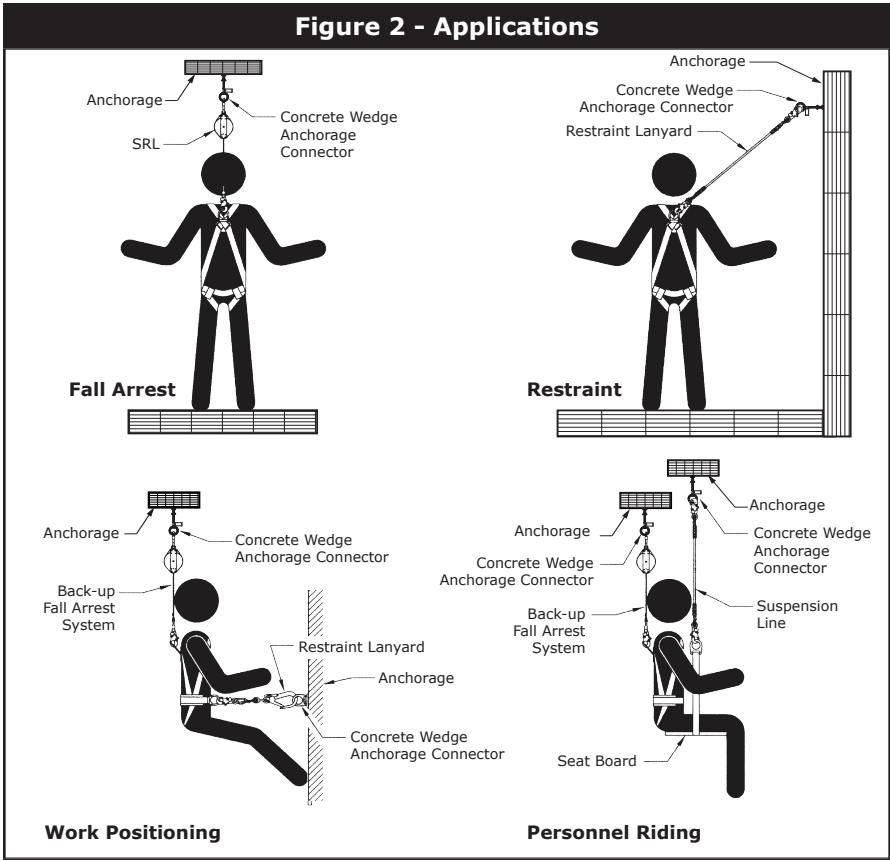 Figure 2 - Applications
Anchorage
SRL
Concrete Wedge
Anchorage
Connector
Fall Arrest
Anchorage
Concrete Wedge
Anchorage Connector
Restraint Lanyard
Restraint
Anchorage
Concrete Wedge
Anchorage Connector
Back-up
Fall Arrest
System
Restraint Lanyard
Anchorage
Concrete Wedge
Anchorage Connector
Work Positioning
Anchorage
Anchorage
Concrete Wedge
Anchorage Connector
Concrete Wedge
Anchorage
Connector
Back-up
Fall Arrest
System
Suspension
Line
Seat Board
Personnel Riding